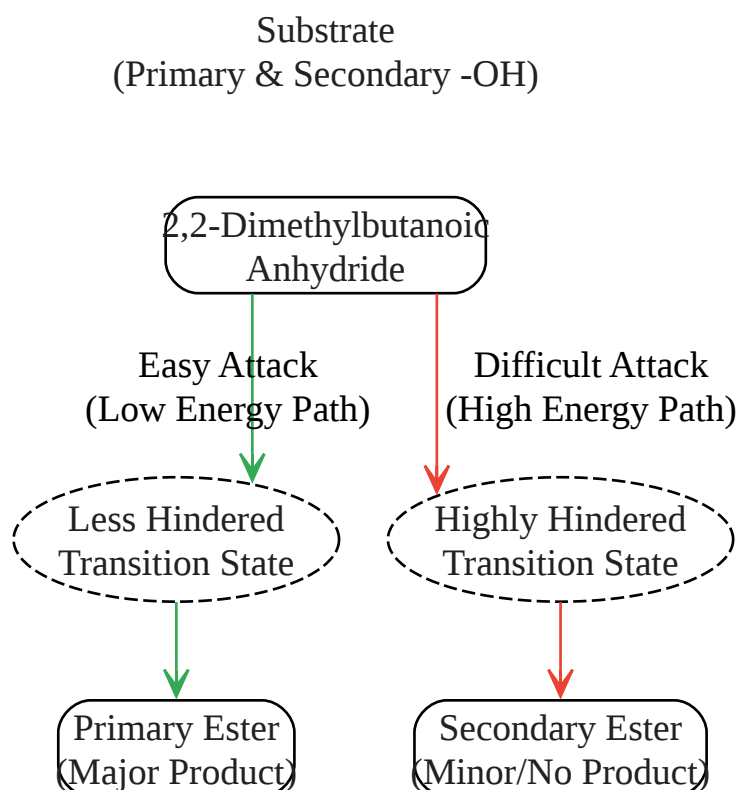 Substrate
(Primary & Secondary -OH)
2,2-Dimethylbutanoic
Anhydride
Easy Attack
(Low Energy Path)
Difficult Attack
(High Energy Path)
Less Hindered
Transition State
Highly Hindered
Transition State
Primary Ester
(Major Product)
Secondary Ester
(Minor/No Product)